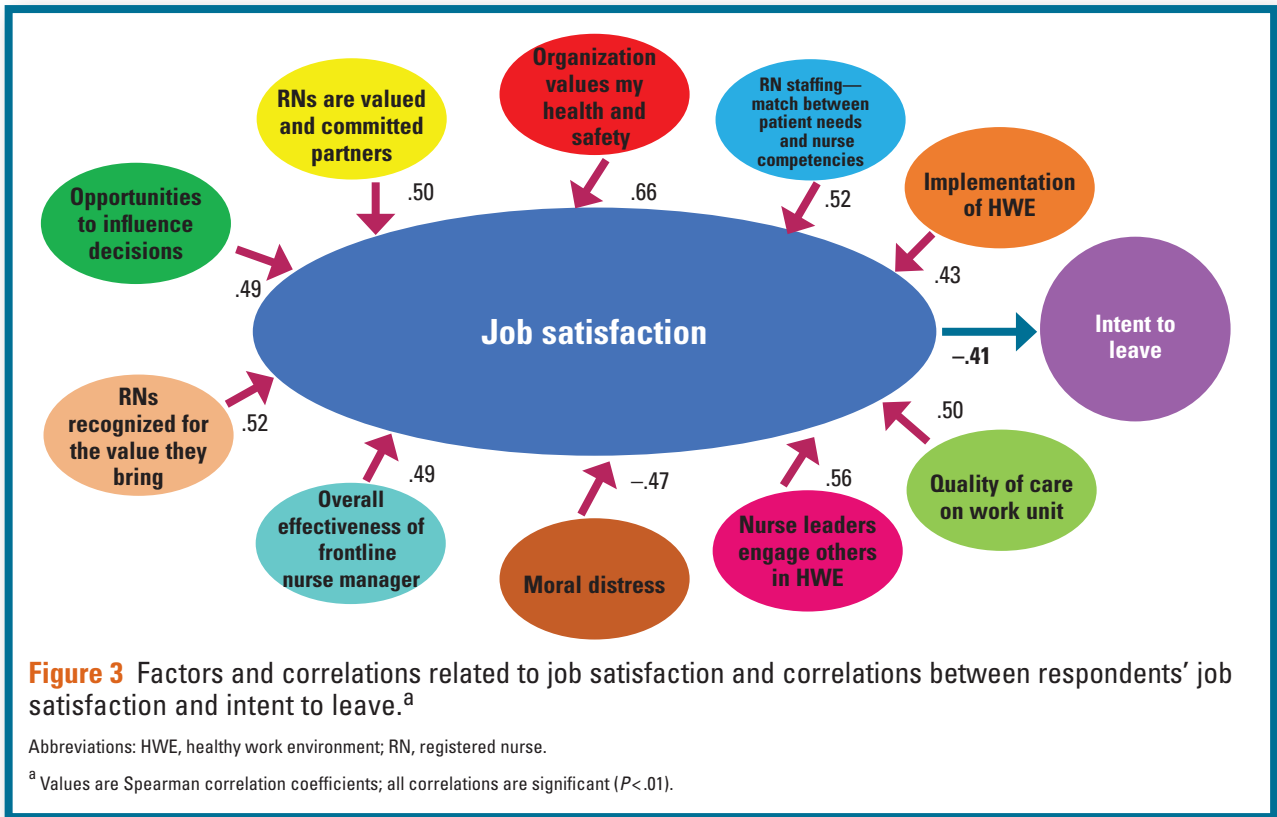 Organization
values my
health and
safety
RNs are valued
and committed
partners
RN staffing—
match between
patient needs
and nurse
competencies
Implementation
of HWE
Opportunities
to influence
decisions
.50
.66
.52
.43
.49
Job satisfaction
Intent to
leave
–.41
RNs
recognized for
the value they
bring
.52
.50
.49
–.47
.56
Overall
effectiveness of
frontline
nurse manager
Moral distress
Nurse leaders
engage others
in HWE
Quality of care
on work unit
Figure 3 Factors and correlations related to job satisfaction and correlations between respondents’ job
satisfaction and intent to leave.a
Abbreviations: HWE, healthy work environment; RN, registered nurse.
a Values are Spearman correlation coefficients; all correlations are significant (P<.01).